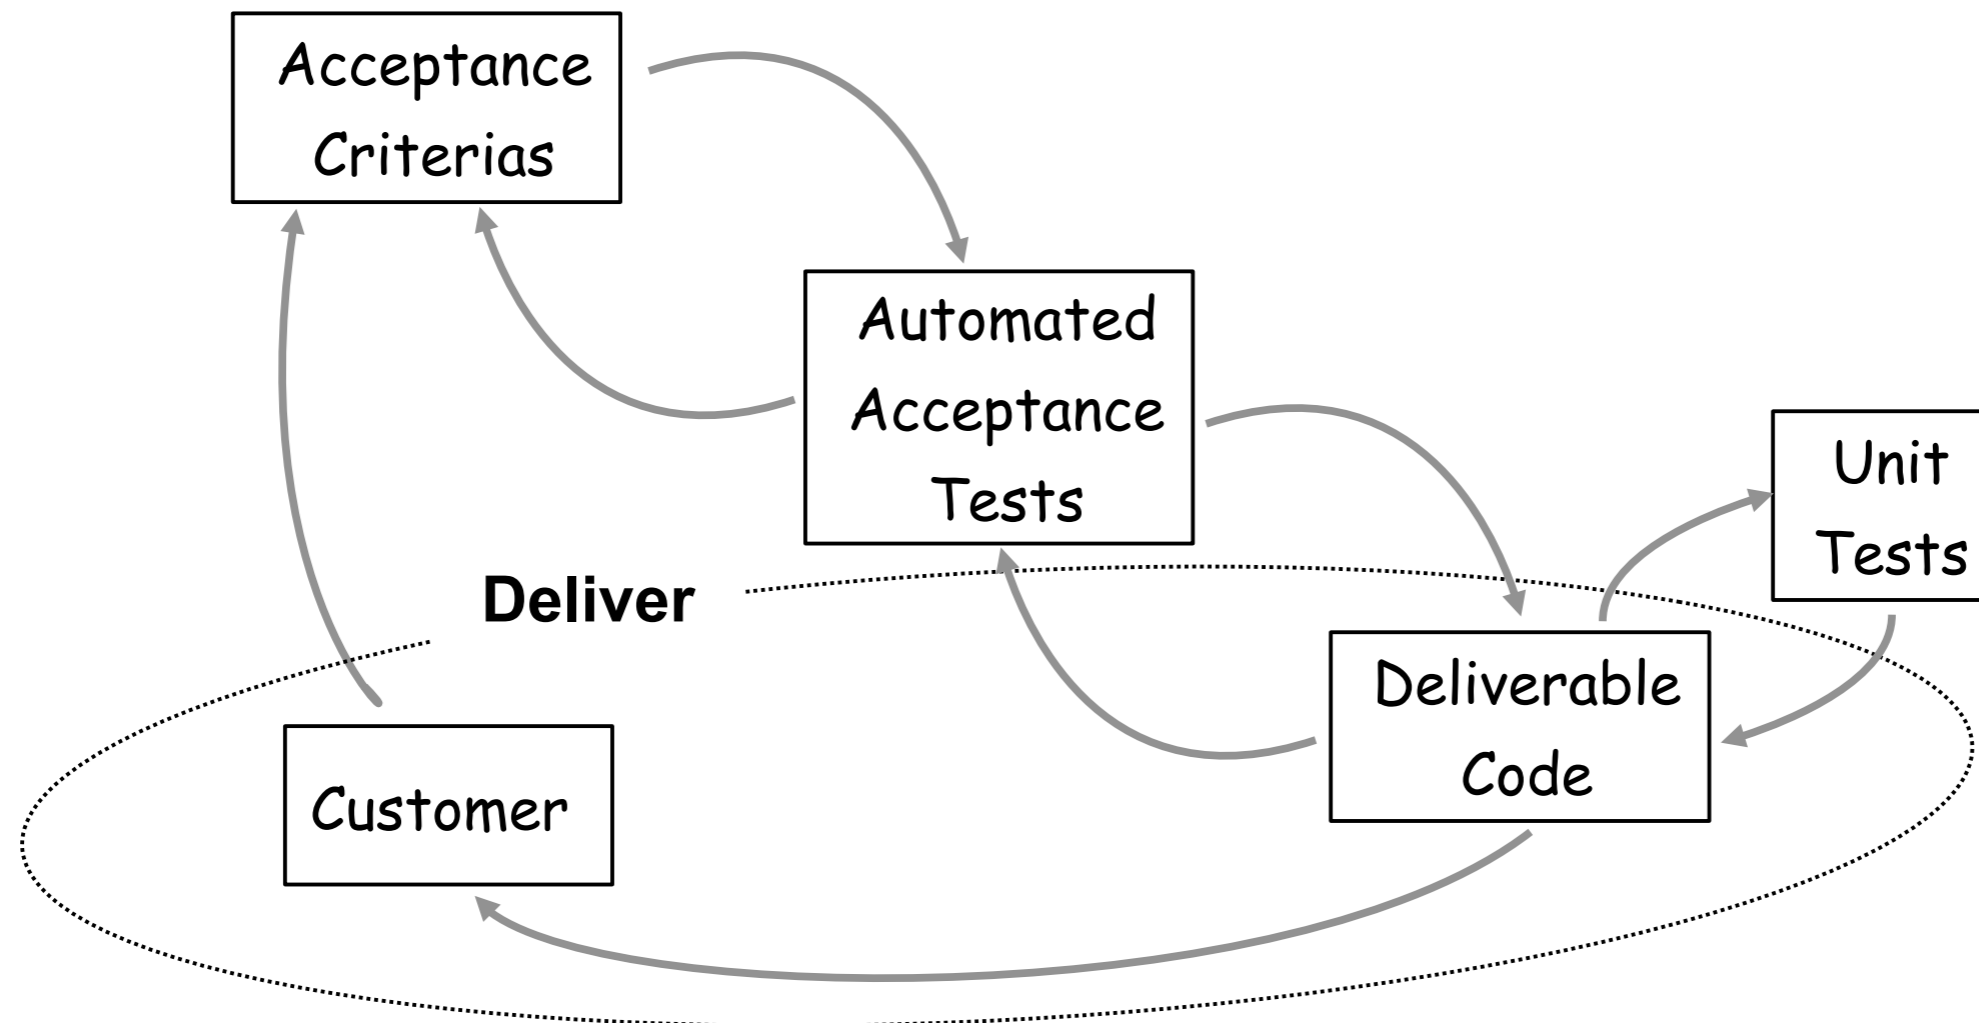 Acceptance
Criterias
Automated
Acceptance
Tests
Unit
Tests
Deliver
Deliverable
Code
Customer